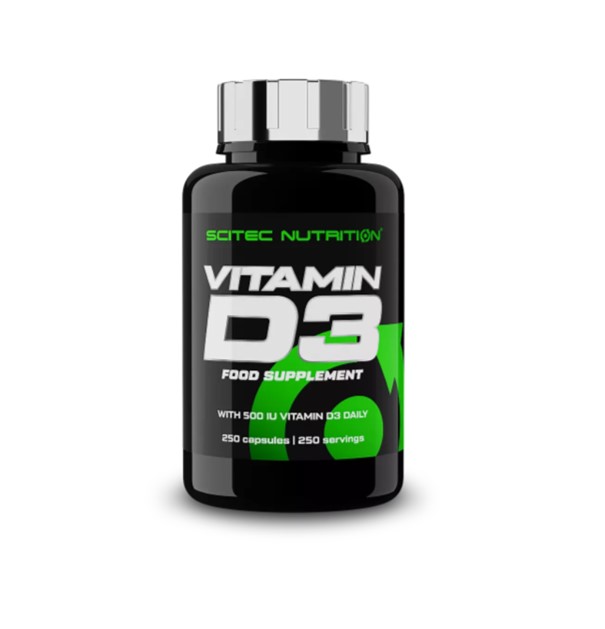 SCITEC NUTRITION®
VITAMIN
D3
FOOD SUPPLEMENT
WITH 500 IU VITAMIN D3 DAILY
250 capsules | 250 servings